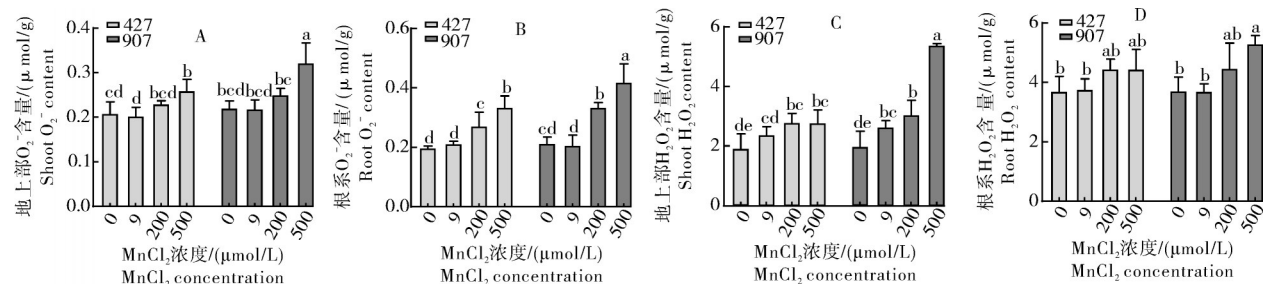 A
427
907
地上部O₂⁻含量/(μ mol/g)
Shoot O₂⁻ content
0.4
0.3
0.2
0.1
0.0
cd
d
bcd
b
bcd
bcd
bc
a
0
9
200
500
0
9
200
500
MnCl₂浓度/(μmol/L)
MnCl₂ concentration
B
427
907
根系O₂⁻含量/(μ mol/g)
Root O₂⁻ content
0.6
0.4
0.2
0.0
d
d
c
b
cd
d
b
a
0
9
200
500
0
9
200
500
MnCl₂浓度/(μmol/L)
MnCl₂ concentration
C
427
907
地上部H₂O₂含量/(μ mol/g)
Shoot H₂O₂content
6
4
2
0
de
cd
bc
bc
de
bc
b
a
0
9
200
500
0
9
200
500
MnCl₂浓度/(μmol/L)
MnCl₂ concentration
D
427
907
根系H₂O₂含 量/(μ mol/g)
Root H₂O₂ content
6
4
2
0
b
b
ab
ab
b
b
ab
a
0
9
200
500
0
9
200
500
MnCl₂浓度/(μmol/L)
MnCl₂ concentration